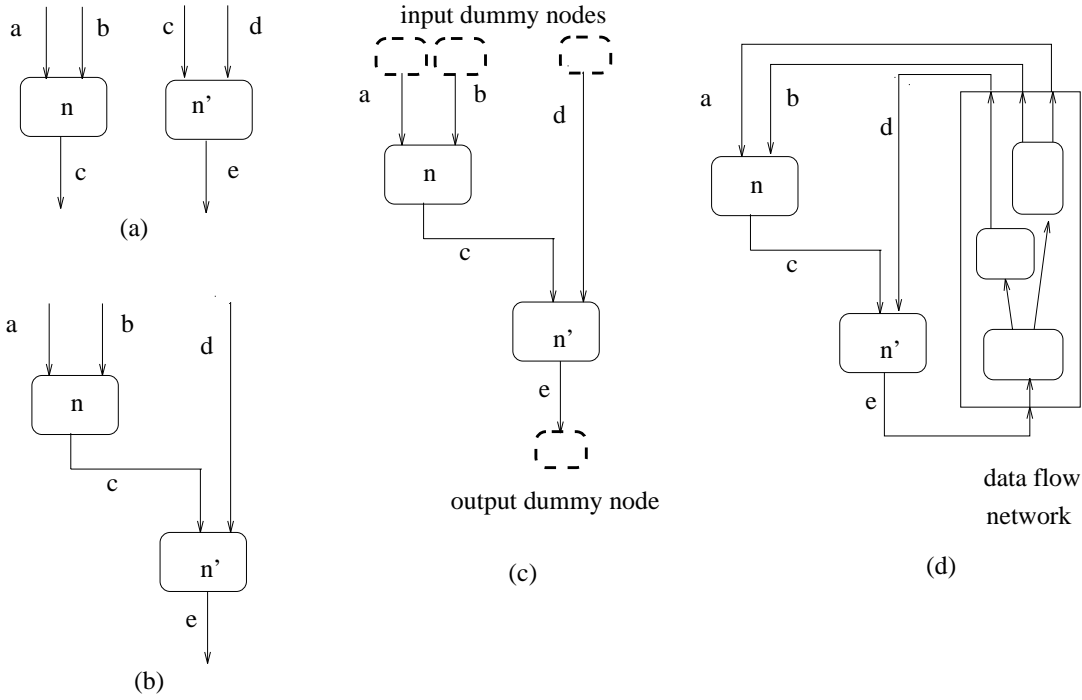 a
b
c
d
n
n’
c
e
(a)
a
b
d
n
c
n’
e
(b)
input dummy nodes
a
b
d
n
c
n’
e
output dummy node
(c)
a
b
d
n
c
n’
e
data flow
network
(d)